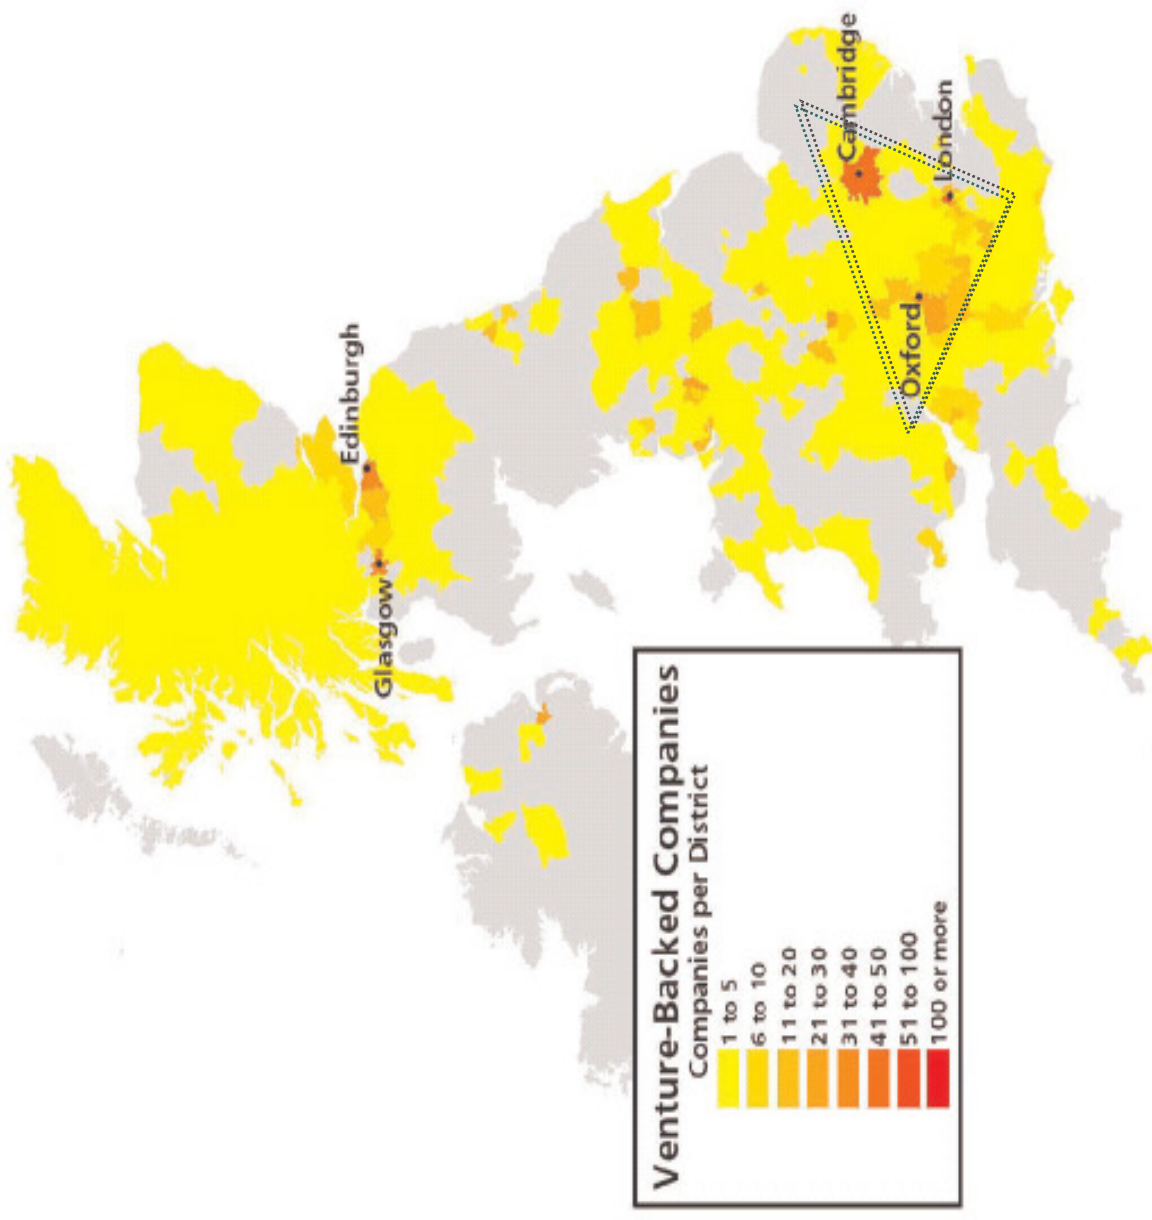 Edinburgh
Glasgow
Cambridge
London
Oxford
Venture-Backed Companies
Companies per District
1 to 5
6 to 10
11 to 20
21 to 30
31 to 40
41 to 50
51 to 100
100 or more